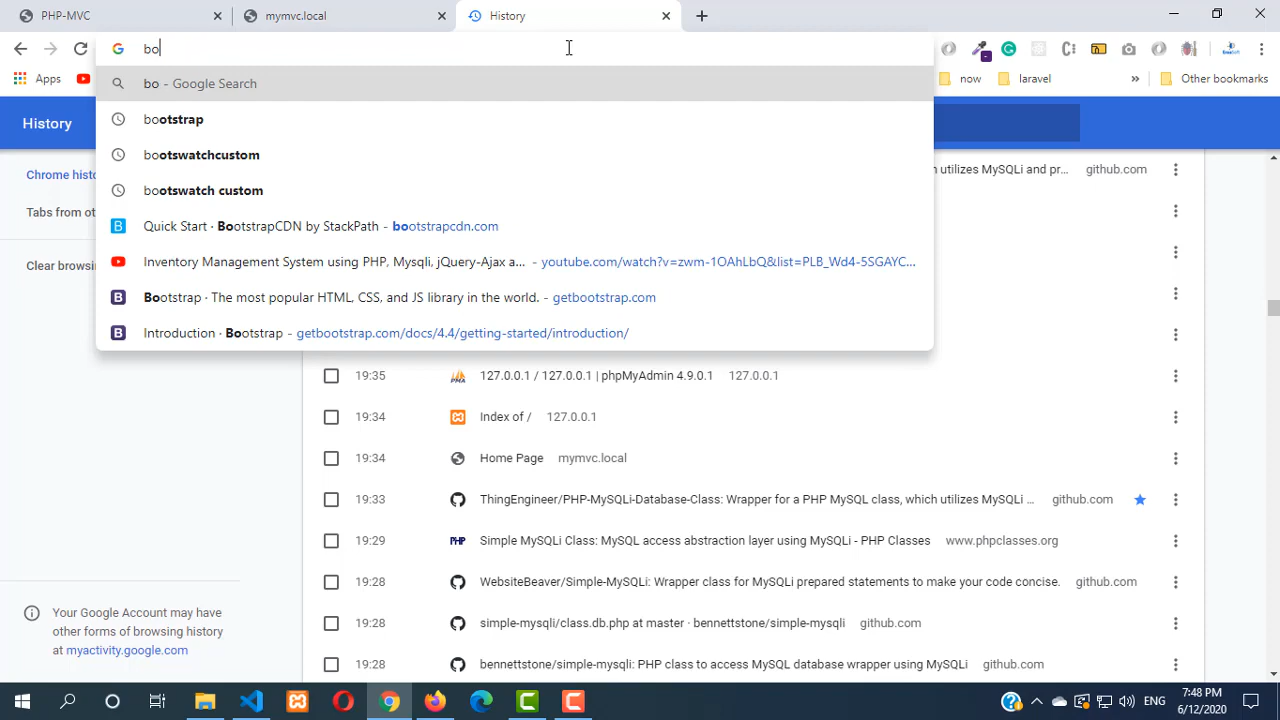 PHP-MVC
mymvc.local
History
bo
Apps
now
laravel
»
Other bookmarks
bo - Google Search
bootstrap
bootswatchcustom
bootswatch custom
Quick Start · BootstrapCDN by StackPath - bootstrapcdn.com
Inventory Management System using PHP, Mysqli, jQuery-Ajax a... - youtube.com/watch?v=zwm-1OAhLbQ&list=PLB_Wd4-5SGAYC...
Bootstrap · The most popular HTML, CSS, and JS library in the world. - getbootstrap.com
Introduction · Bootstrap - getbootstrap.com/docs/4.4/getting-started/introduction/
History
Chrome histo
Tabs from ot
Clear browsi
utilizes MySQLi and pr... github.com
19:35 127.0.0.1 / 127.0.0.1 | phpMyAdmin 4.9.0.1 127.0.0.1
19:34 Index of / 127.0.0.1
19:34 Home Page mymvc.local
19:33 ThingEngineer/PHP-MySQLi-Database-Class: Wrapper for a PHP MySQL class, which utilizes MySQLi ... github.com
19:29 PHP Simple MySQLi Class: MySQL access abstraction layer using MySQLi - PHP Classes www.phpclasses.org
19:28 WebsiteBeaver/Simple-MySQLi: Wrapper class for MySQLi prepared statements to make your code concise. github.com
19:28 simple-mysqli/class.db.php at master · bennettstone/simple-mysqli github.com
19:28 bennettstone/simple-mysqli: PHP class to access MySQL database wrapper using MySQLi github.com
Your Google Account may have
other forms of browsing history
at myactivity.google.com
ENG
7:48 PM
6/12/2020